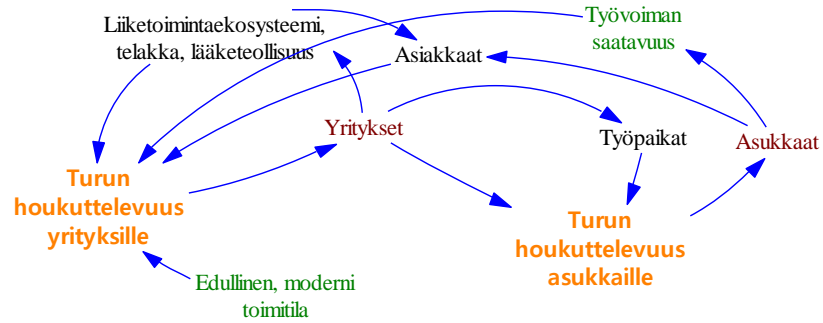 Liiketoimintaekosysteemi,
telakka, lääketeollisuus
Asiakkaat
Työvoiman
saatavuus
Yritykset
Työpaikat
Asukkaat
Turun
houkuttelevuus
yrityksille
Turun
houkuttelevuus
asukkaille
Edullinen, moderni
toimitila